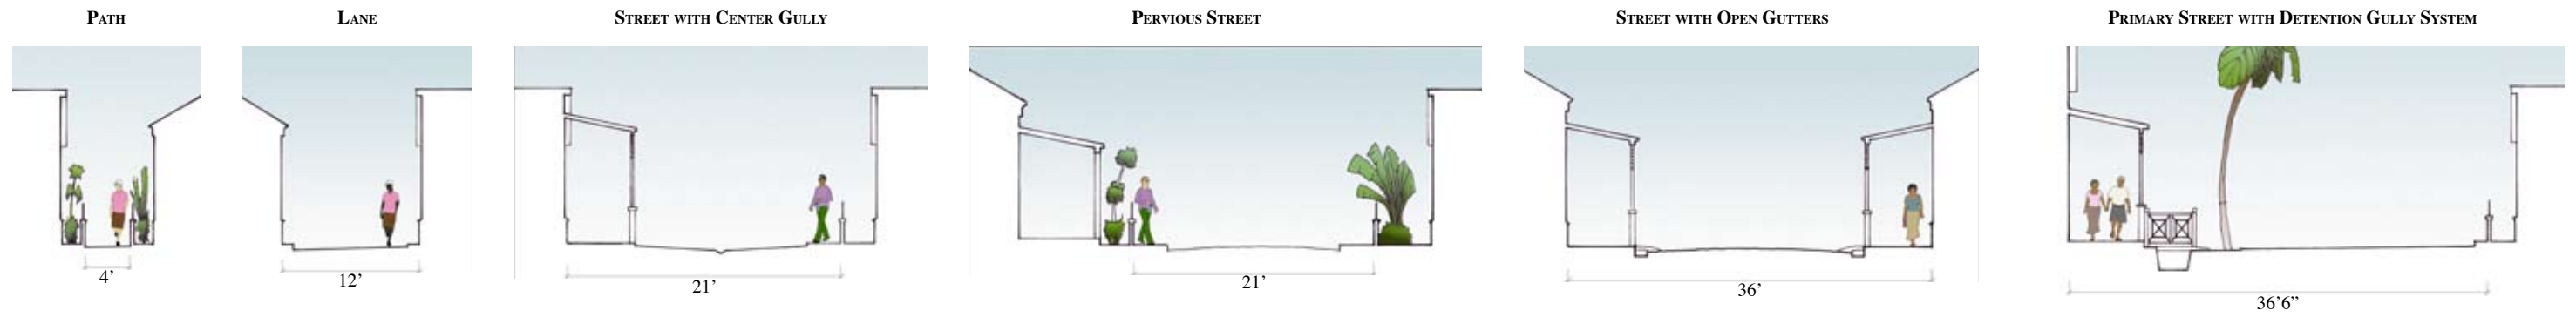 Path
Lane
Street with Center Gully
Pervious Street
Street with Open Gutters
Primary Street with Detention Gully System
4’
12’
21’
21’
36’
36’6”